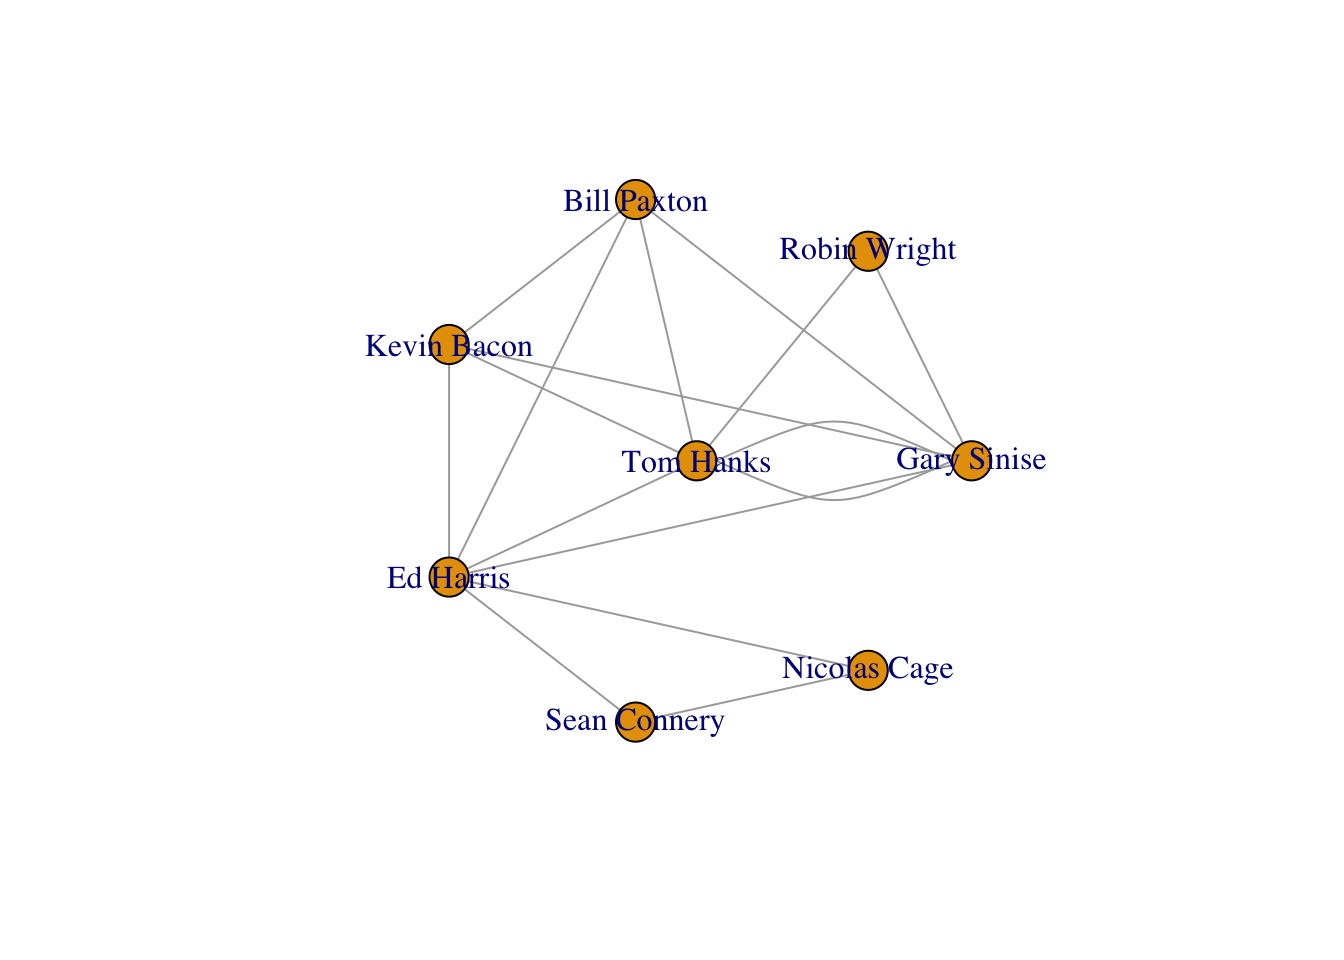 Bill Paxton
Robin Wright
Kevin Bacon
Tom Hanks
Gary Sinise
Ed Harris
Nicolas Cage
Sean Connery